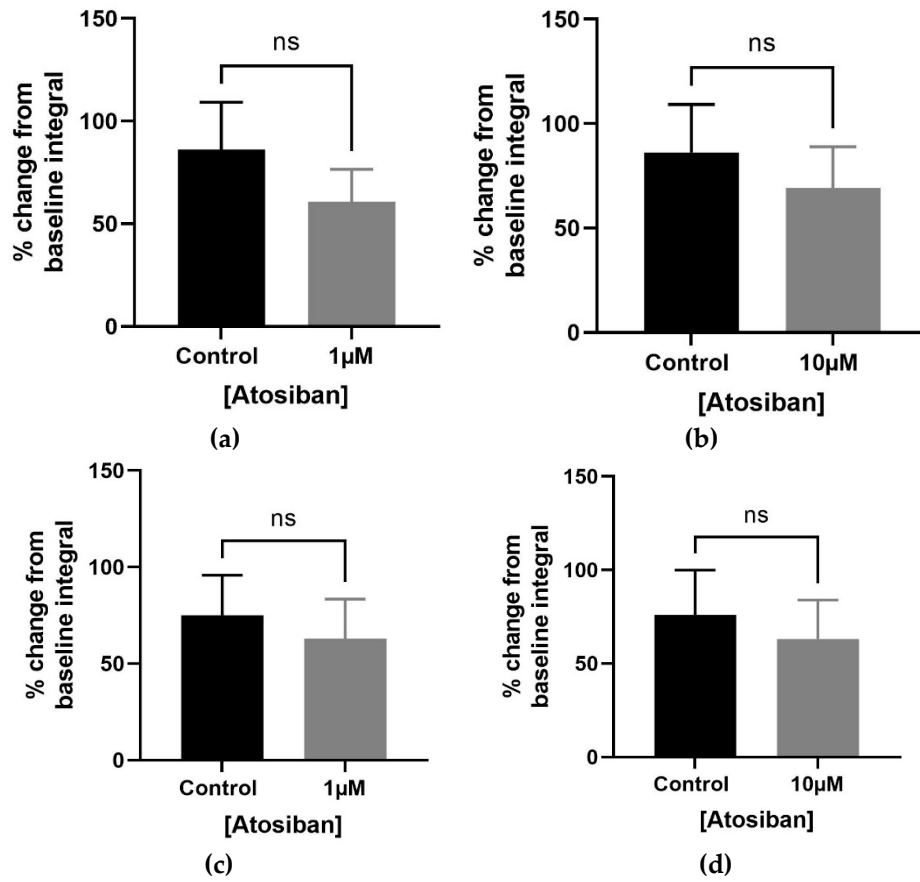 % change from
baseline integral
150
100
50
0
ns
Control
1µM
[Atosiban]
(a)
% change from
baseline integral
150
100
50
0
ns
Control
10µM
[Atosiban]
(b)
% change from
baseline integral
150
100
50
0
ns
Control
1µM
[Atosiban]
(c)
% change from
baseline integral
150
100
50
0
ns
Control
10µM
[Atosiban]
(d)